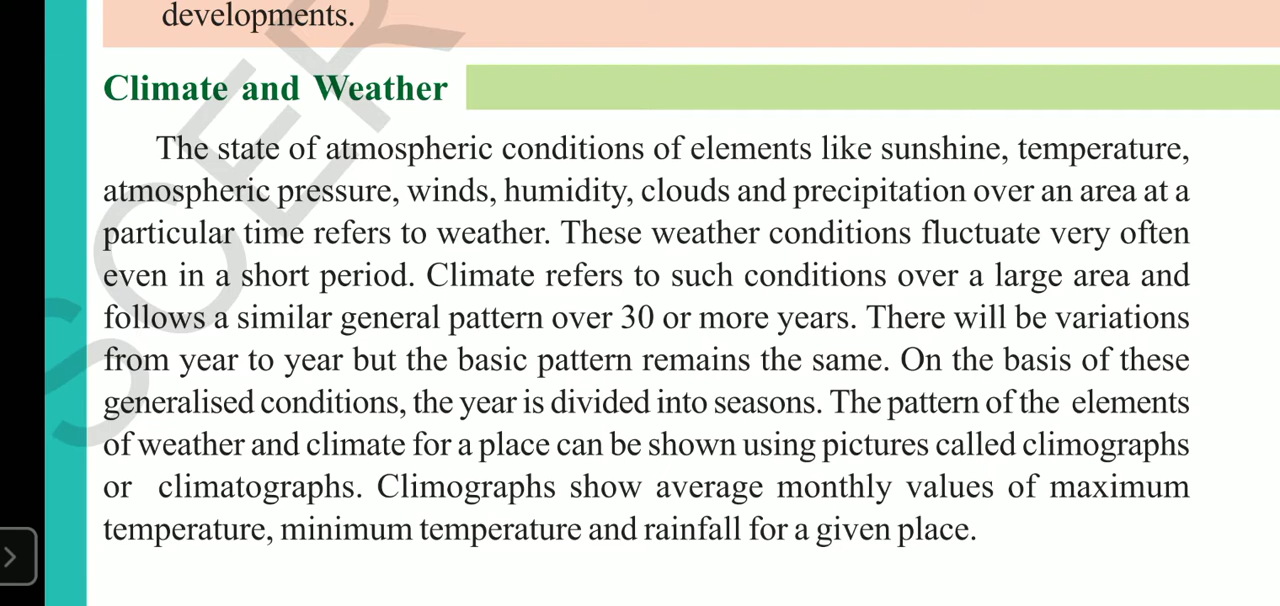 developments.
Climate and Weather
The state of atmospheric conditions of elements like sunshine, temperature,
atmospheric pressure, winds, humidity, clouds and precipitation over an area at a
particular time refers to weather. These weather conditions fluctuate very often
even in a short period. Climate refers to such conditions over a large area and
follows a similar general pattern over 30 or more years. There will be variations
from year to year but the basic pattern remains the same. On the basis of these
generalised conditions, the year is divided into seasons. The pattern of the elements
of weather and climate for a place can be shown using pictures called climographs
or climatographs. Climographs show average monthly values of maximum
temperature, minimum temperature and rainfall for a given place.
SCER